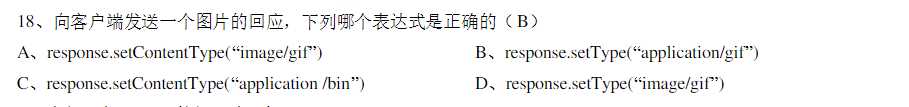 18、向客户端发送一个图片的回应，下列哪个表达式是正确的（B）
A、response.setContentType(“image/gif”) B、response.setType(“application/gif”)
C、response.setContentType(“application /bin”) D、response.setType(“image/gif”)